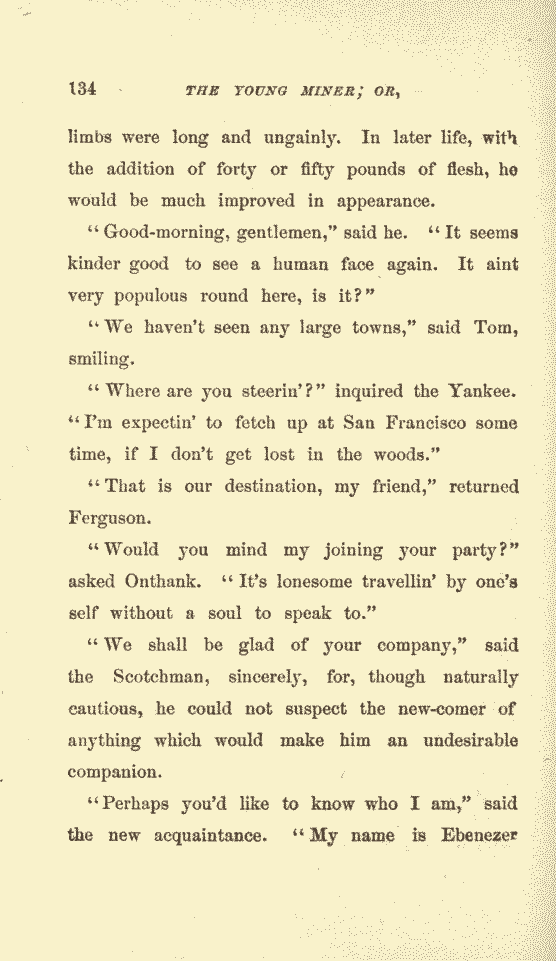 134 THE YOUNG MINER; OR,
limbs were long and ungainly. In later life, with
the addition of forty or fifty pounds of flesh, he
would be much improved in appearance.
“Good-morning, gentlemen,” said he. “It seems
kinder good to see a human face again. It aint
very populous round here, is it?”
“We haven't seen any large towns,” said Tom,
smiling.
“Where are you steerin'?” inquired the Yankee.
“I'm expectin' to fetch up at San Francisco some
time, if I don't get lost in the woods.”
“That is our destination, my friend,” returned
Ferguson.
“Would you mind my joining your party?”
asked Onthank. “It's lonesome travellin' by one's
self without a soul to speak to.”
“We shall be glad of your company,” said
the Scotchman, sincerely, for, though naturally
cautious, he could not suspect the new-comer of
anything which would make him an undesirable
companion.
“Perhaps you'd like to know who I am,” said
the new acquaintance. “My name is Ebenezer